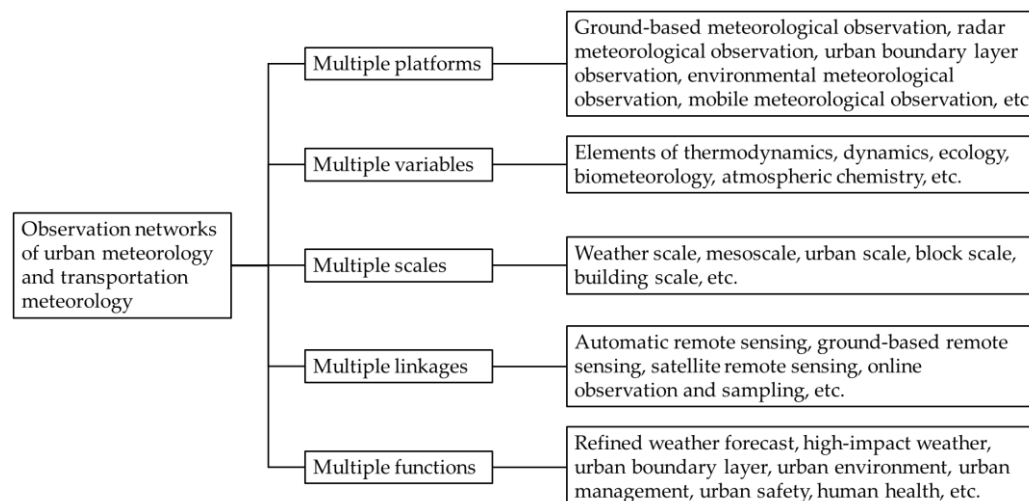 Observation networks
of urban meteorology
and transportation
meteorology
Multiple platforms
Ground-based meteorological observation, radar
meteorological observation, urban boundary layer
observation, environmental meteorological
observation, mobile meteorological observation, etc
Multiple variables
Elements of thermodynamics, dynamics, ecology,
biometeorology, atmospheric chemistry, etc.
Multiple scales
Weather scale, mesoscale, urban scale, block scale,
building scale, etc.
Multiple linkages
Automatic remote sensing, ground-based remote
sensing, satellite remote sensing, online
observation and sampling, etc.
Multiple functions
Refined weather forecast, high-impact weather,
urban boundary layer, urban environment, urban
management, urban safety, human health, etc.